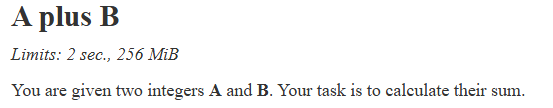 A plus B
Limits: 2 sec., 256 MiB
You are given two integers A and B. Your task is to calculate their sum.